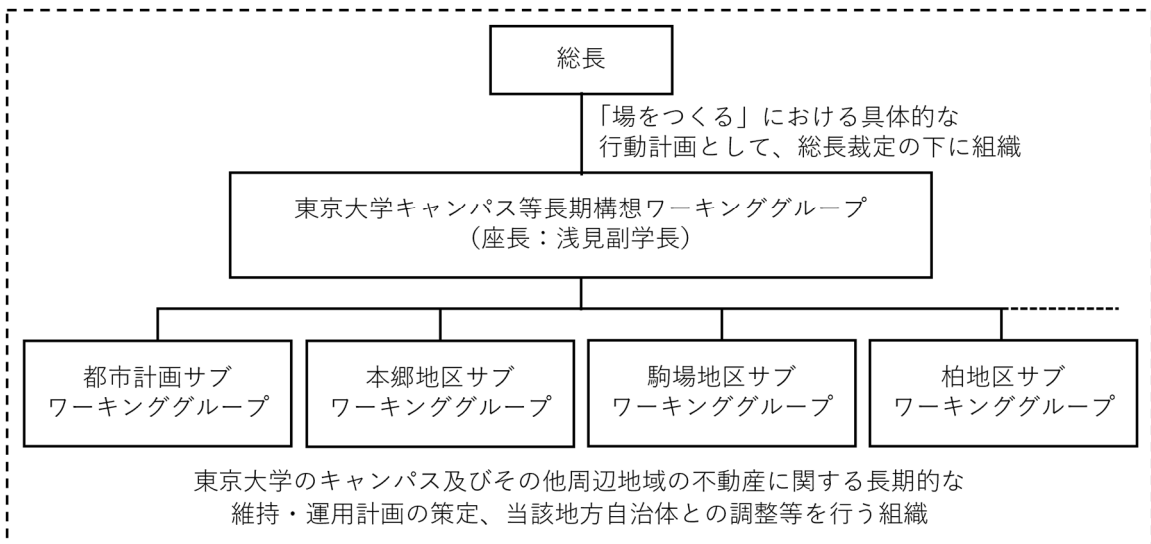 総長
「場をつくる」における具体的な
行動計画として、総長裁定の下に組織
東京大学キャンパス等長期構想ワーキンググループ
（座長：浅見副学長）
都市計画サブ
ワーキンググループ
本郷地区サブ
ワーキンググループ
駒場地区サブ
ワーキンググループ
柏地区サブ
ワーキンググループ
東京大学のキャンパス及びその他周辺地域の不動産に関する長期的な
維持・運用計画の策定、当該地方自治体との調整等を行う組織